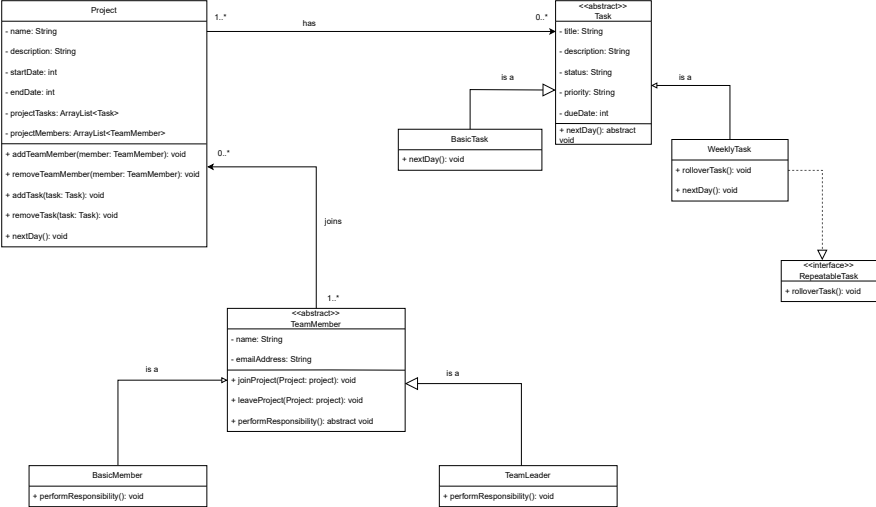 Project
- name: String
- description: String
- startDate: int
- endDate: int
- projectTasks: ArrayList<Task>
- projectMembers: ArrayList<TeamMember>
+ addTeamMember(member: TeamMember): void
+ removeTeamMember(member: TeamMember): void
+ addTask(task: Task): void
+ removeTask(task: Task): void
+ nextDay(): void
1..*
has
0..*
<<abstract>>
Task
- title: String
- description: String
- status: String
- priority: String
- dueDate: int
+ nextDay(): abstract
void
is a
is a
BasicTask
+ nextDay(): void
WeeklyTask
+ rolloverTask(): void
+ nextDay(): void
<<interface>>
RepeatableTask
+ rolloverTask(): void
0..*
joins
1..*
<<abstract>>
TeamMember
- name: String
- emailAddress: String
+ joinProject(Project: project): void
+ leaveProject(Project: project): void
+ performResponsibility(): abstract void
is a
is a
BasicMember
+ performResponsibility(): void
TeamLeader
+ performResponsibility(): void